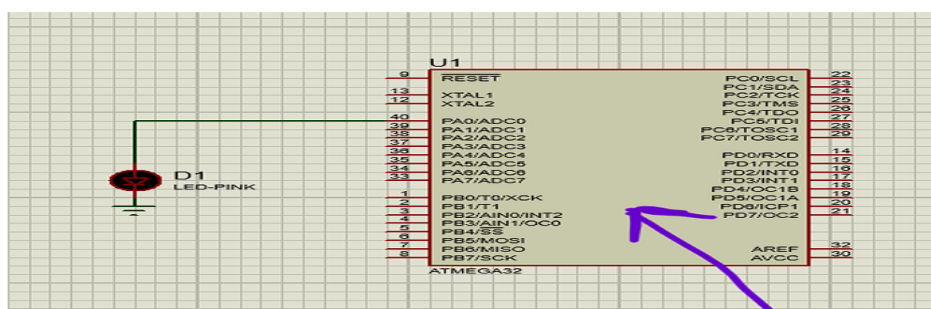 U1
9 RESET PC0/SCL 22
PC1/SDA 23
13 XTAL1 PC2/TCK 24
12 XTAL2 PC3/TMS 25
PC4/TDO 26
40 PA0/ADC0 PC5/TDI 27
39 PA1/ADC1 PC6/TOSC1 28
38 PA2/ADC2 PC7/TOSC2 29
37 PA3/ADC3
36 PA4/ADC4 PD0/RXD 14
35 PA5/ADC5 PD1/TXD 15
34 PA6/ADC6 PD2/INT0 16
33 PA7/ADC7 PD3/INT1 17
PD4/OC1B 18
1 PB0/T0/XCK PD5/OC1A 19
2 PB1/T1 PD6/ICP1 20
3 PB2/AIN0/INT2 PD7/OC2 21
4 PB3/AIN1/OC0
5 PB4/SS
6 PB5/MOSI
7 PB6/MISO AREF 32
8 PB7/SCK AVCC 30
ATMEGA32
D1
LED-PINK